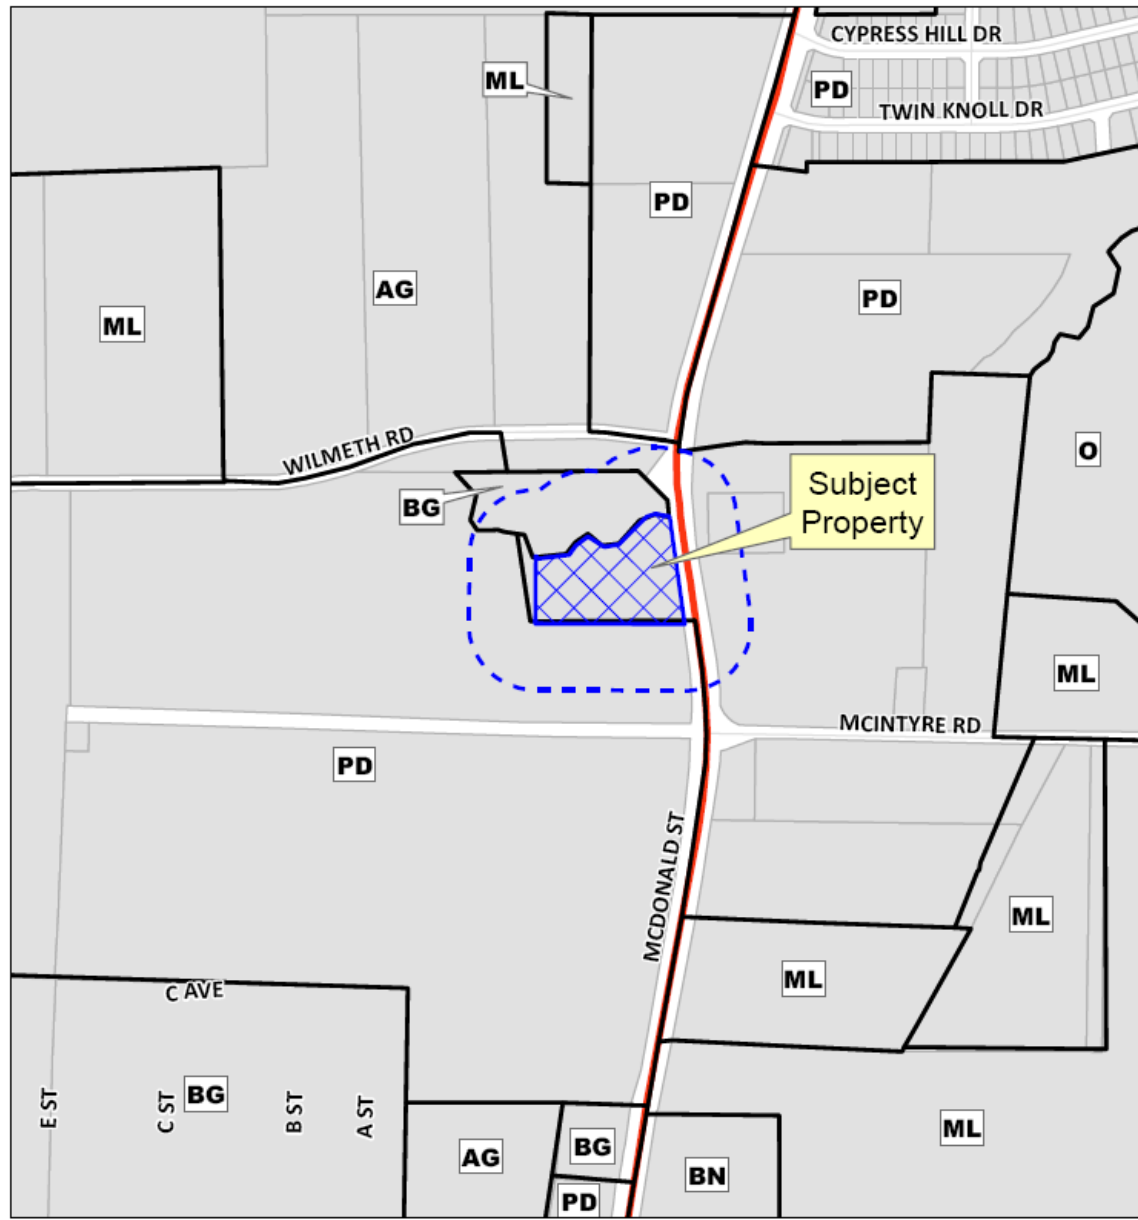 CYPRESS HILL DR
ML
PD
TWIN KNOLL DR
PD
AG
PD
ML
WILMETH RD
O
BG
Subject
Property
ML
MCINTYRE RD
PD
MCDONALD ST
ML
ML
C AVE
BG
E ST
C ST
B ST
A ST
ML
BG
AG
BN
PD